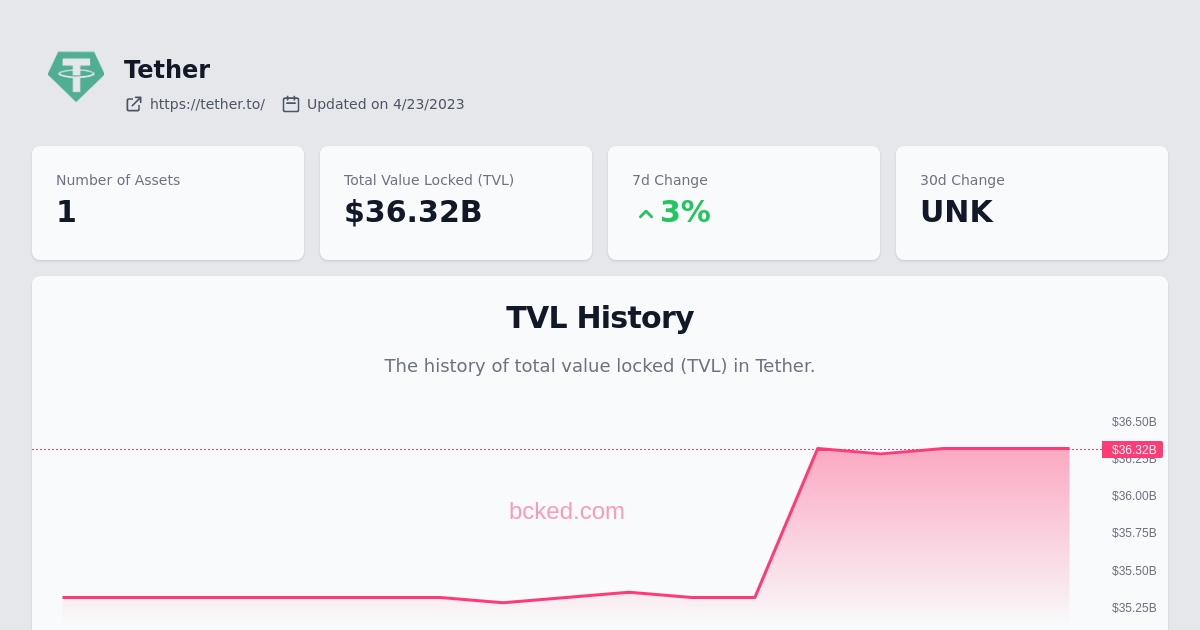 Tether
https://tether.to/ Updated on 4/23/2023
Number of Assets
1
Total Value Locked (TVL)
$36.32B
7d Change
3%
30d Change
UNK
TVL History
The history of total value locked (TVL) in Tether.
$36.50B
$36.32B
$36.25B
$36.00B
bcked.com
$35.75B
$35.50B
$35.25B